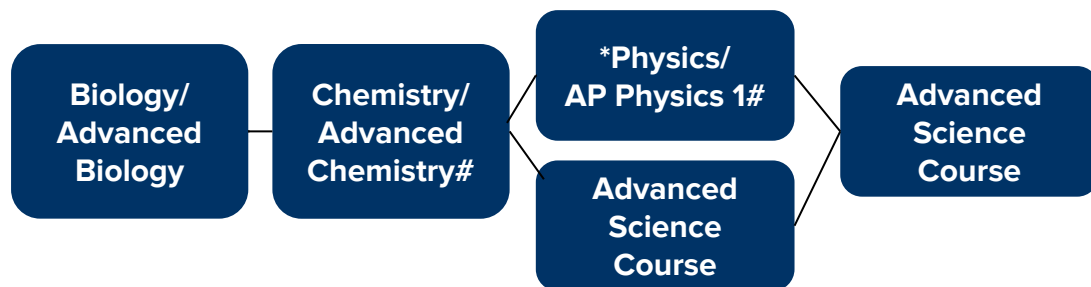 Biology/
Advanced
Biology
Chemistry/
Advanced
Chemistry#
*Physics/
AP Physics 1#
Advanced
Science
Course
Advanced
Science
Course